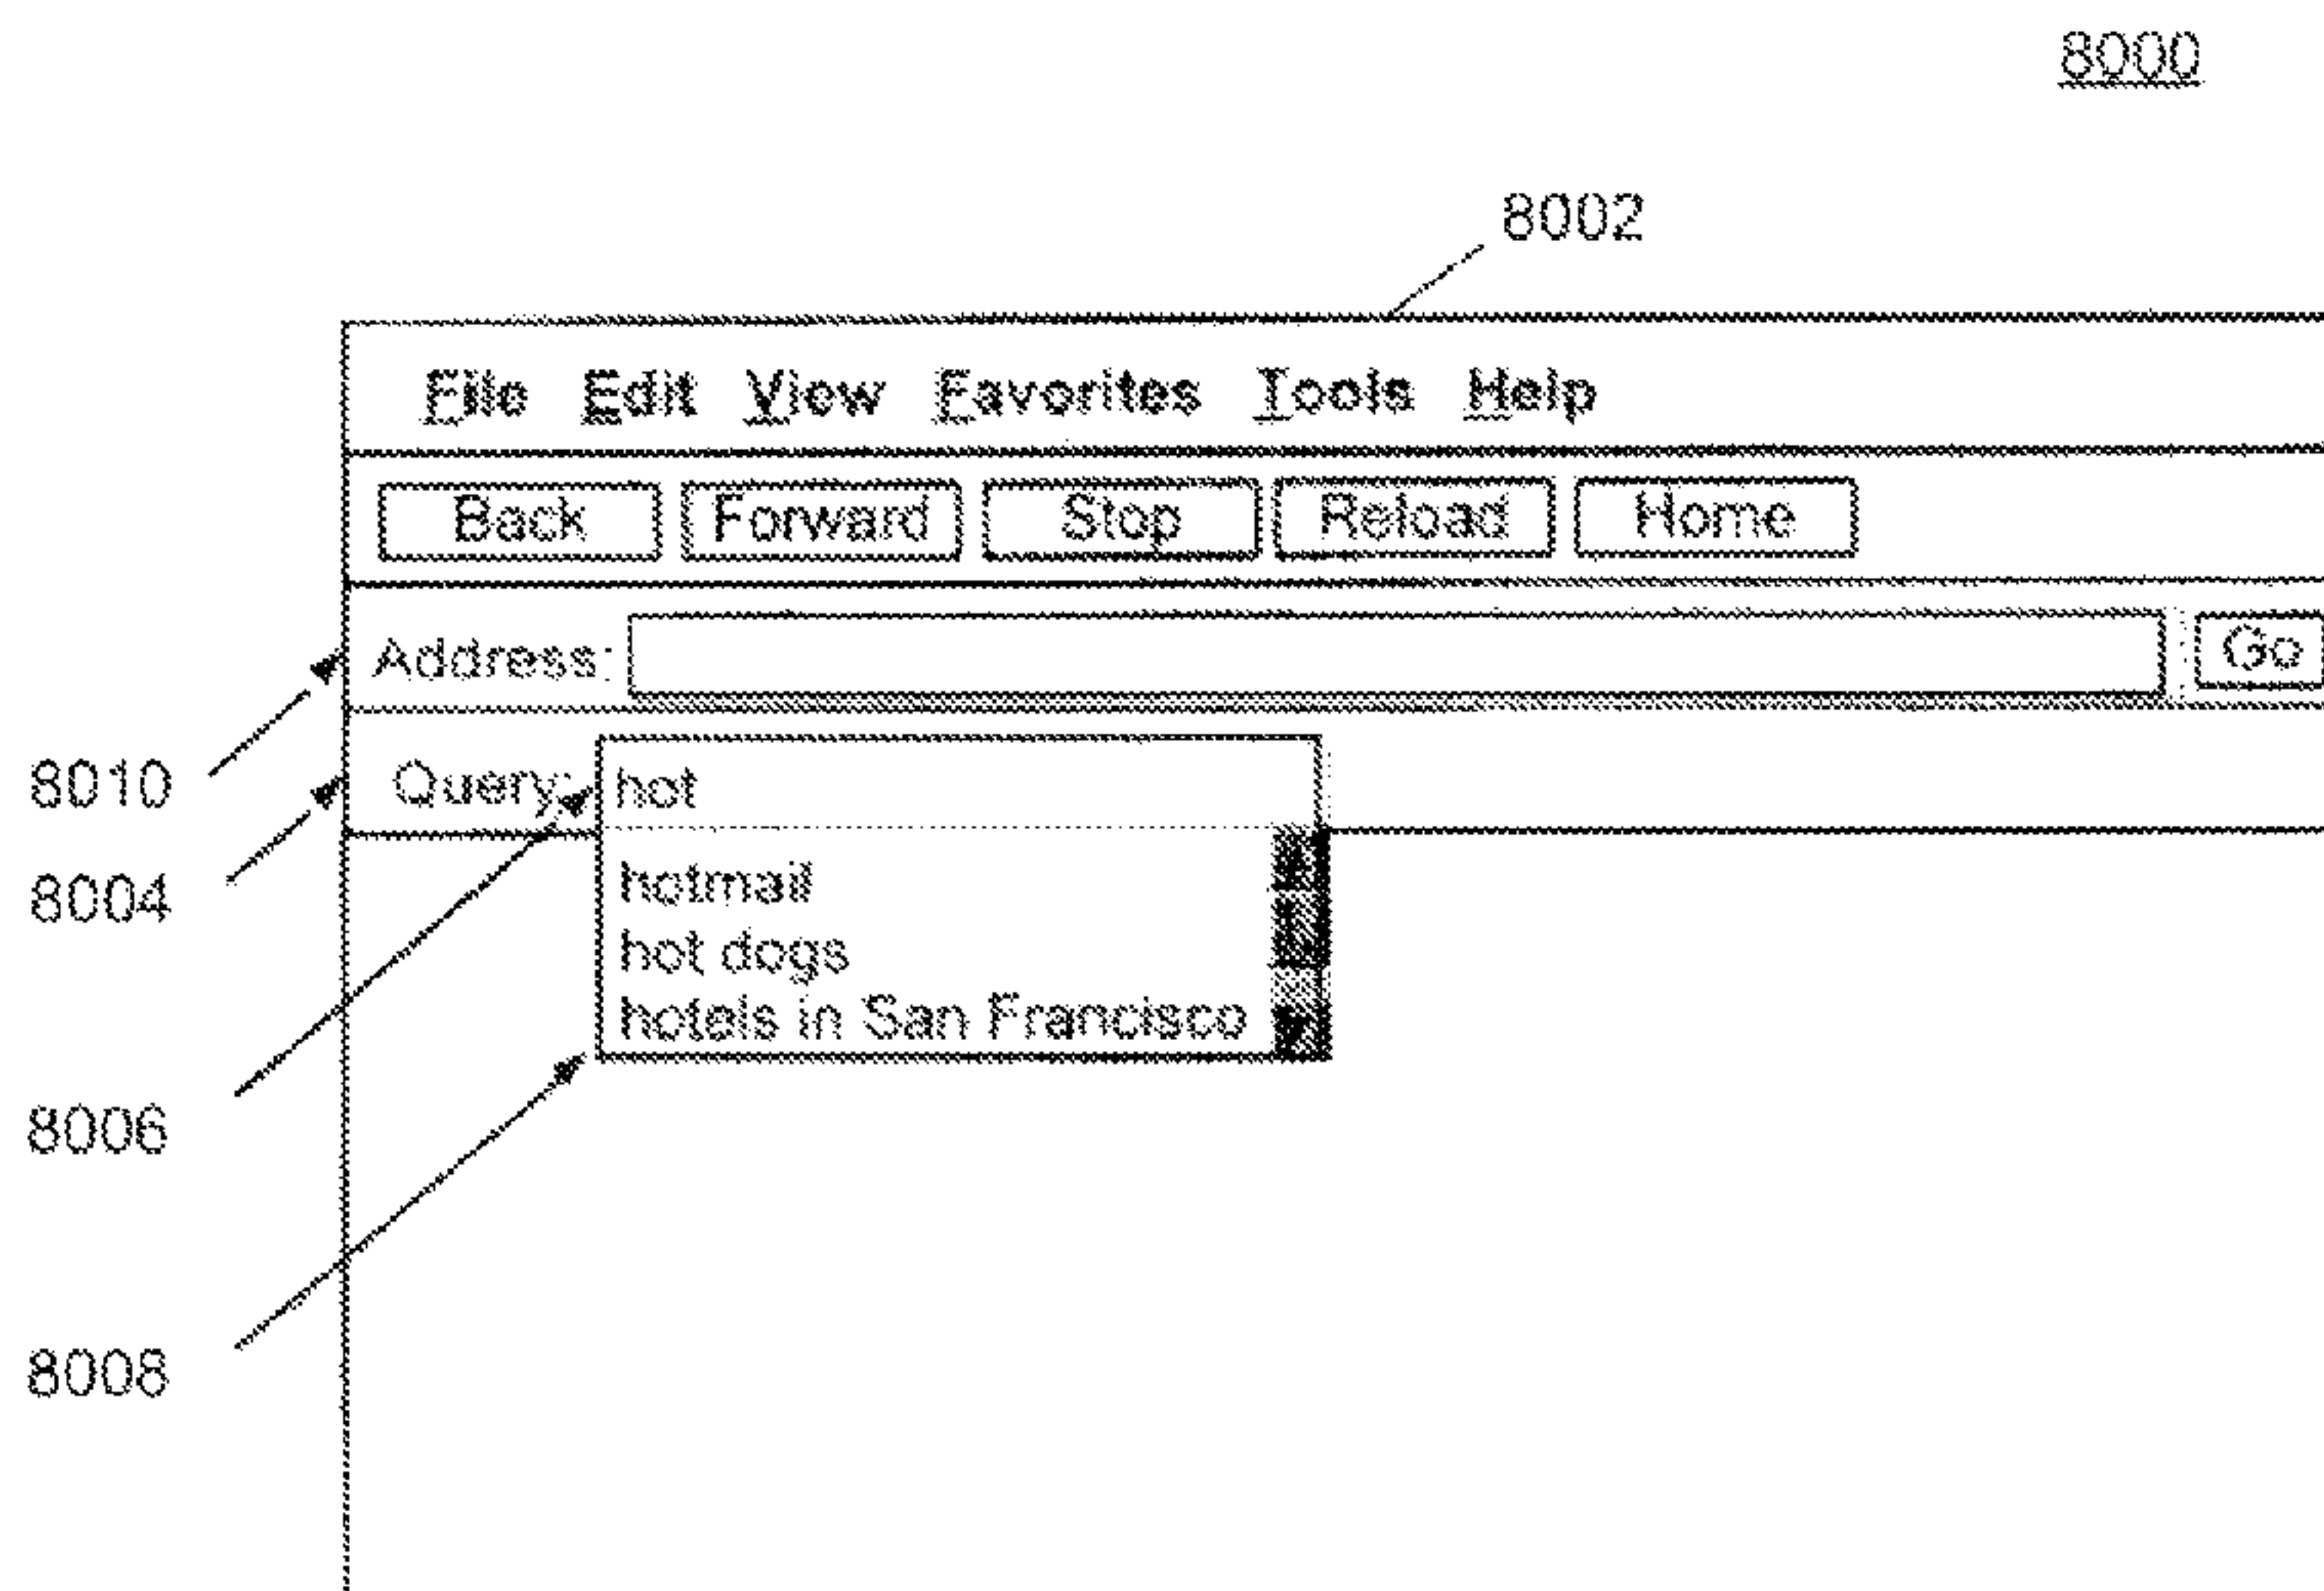 8000
8002
File Edit View Favorites Tools Help
Back Forward Stop Reload Home
Address: Go
8010
Query: hot
8004
hotmail
hot dogs
hotels in San Francisco
8006
8008